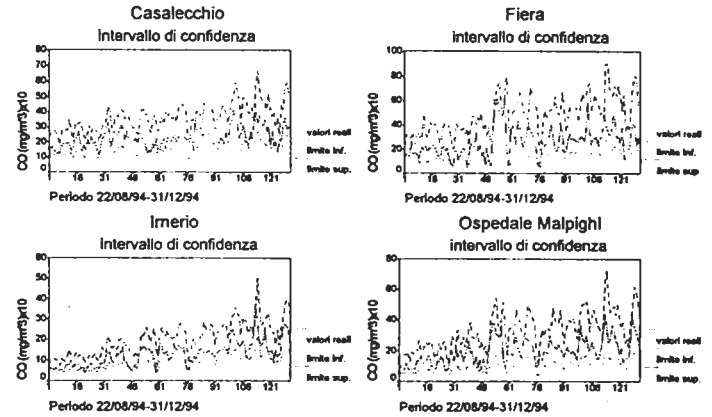 Casalecchio
Intervallo di confidenza
CO (mg/m^3)x10
80
70
60
50
40
30
20
10
0
1 16 31 46 61 76 91 106 121
valori reali
limite inf.
limite sup.
Periodo 22/08/94-31/12/94
Fiera
intervallo di confidenza
CO (mg/m^3)x10
100
80
60
40
20
0
1 16 31 46 61 76 91 106 121
valori reali
limite inf.
limite sup.
Periodo 22/08/94-31/12/94
Irnerio
Intervallo di confidenza
CO (mg/m^3)x10
60
50
40
30
20
10
0
1 16 31 46 61 76 91 106 121
valori reali
limite inf.
limite sup.
Periodo 22/08/94-31/12/94
Ospedale Malpighi
intervallo di confidenza
CO (mg/m^3)x10
80
60
40
20
0
1 16 31 46 61 76 91 106 121
valori reali
limite inf.
limite sup.
Periodo 22/08/94-31/12/94